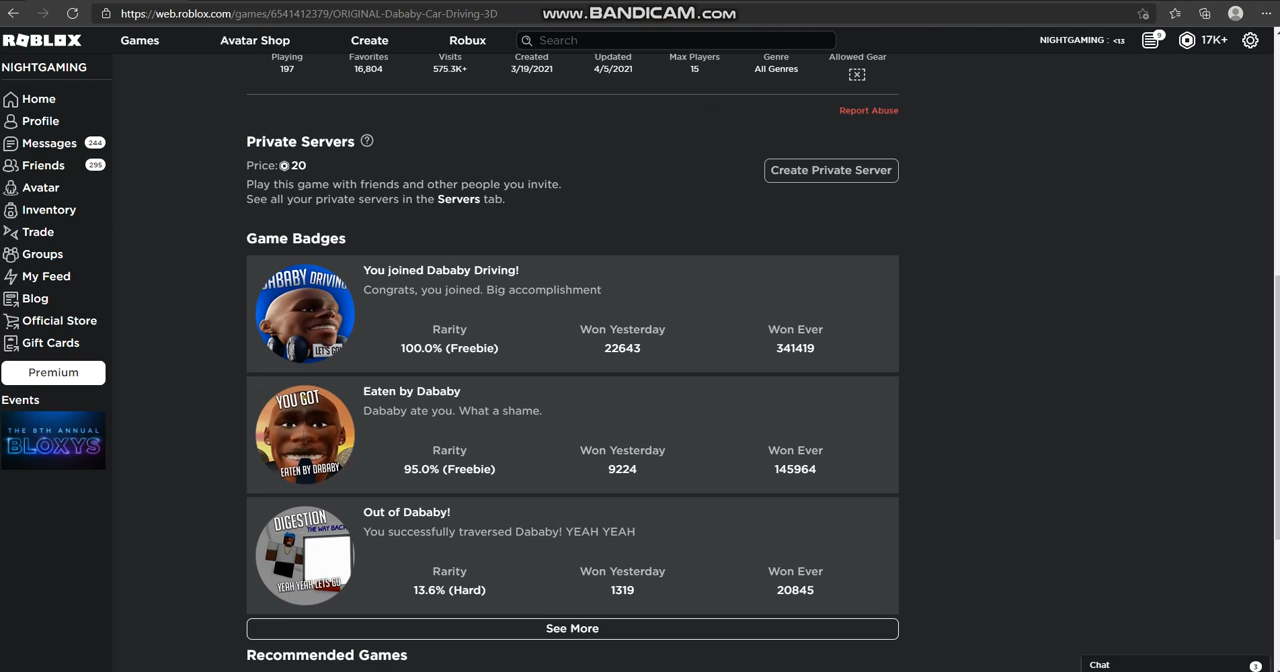 https://web.roblox.com/games/6541412379/ORIGINAL-Dababy-Car-Driving-3D
www.BANDICAM.com
ROBLOX
Games
Avatar Shop
Create
Robux
Search
NIGHTGAMING : <13
9
17K+
NIGHTGAMING
Home
Profile
Messages 244
Friends 295
Avatar
Inventory
Trade
Groups
My Feed
Blog
Official Store
Gift Cards
Premium
Events
THE 8TH ANNUAL
BLOXYS
Playing Favorites Visits Created Updated Max Players Genre Allowed Gear
197 16,804 575.3K+ 3/19/2021 4/5/2021 15 All Genres
Report Abuse
Private Servers ?
Price: 20
Create Private Server
Play this game with friends and other people you invite.
See all your private servers in the Servers tab.
Game Badges
DABABY DRIVING
LET'S GO
You joined Dababy Driving!
Congrats, you joined. Big accomplishment
Rarity Won Yesterday Won Ever
100.0% (Freebie) 22643 341419
YOU GOT
EATEN BY DABABY
Eaten by Dababy
Dababy ate you. What a shame.
Rarity Won Yesterday Won Ever
95.0% (Freebie) 9224 145964
DIGESTION
THE WAY BACK
YEAH YEAH LETS GO
Out of Dababy!
You successfully traversed Dababy! YEAH YEAH
Rarity Won Yesterday Won Ever
13.6% (Hard) 1319 20845
See More
Recommended Games
Chat 3